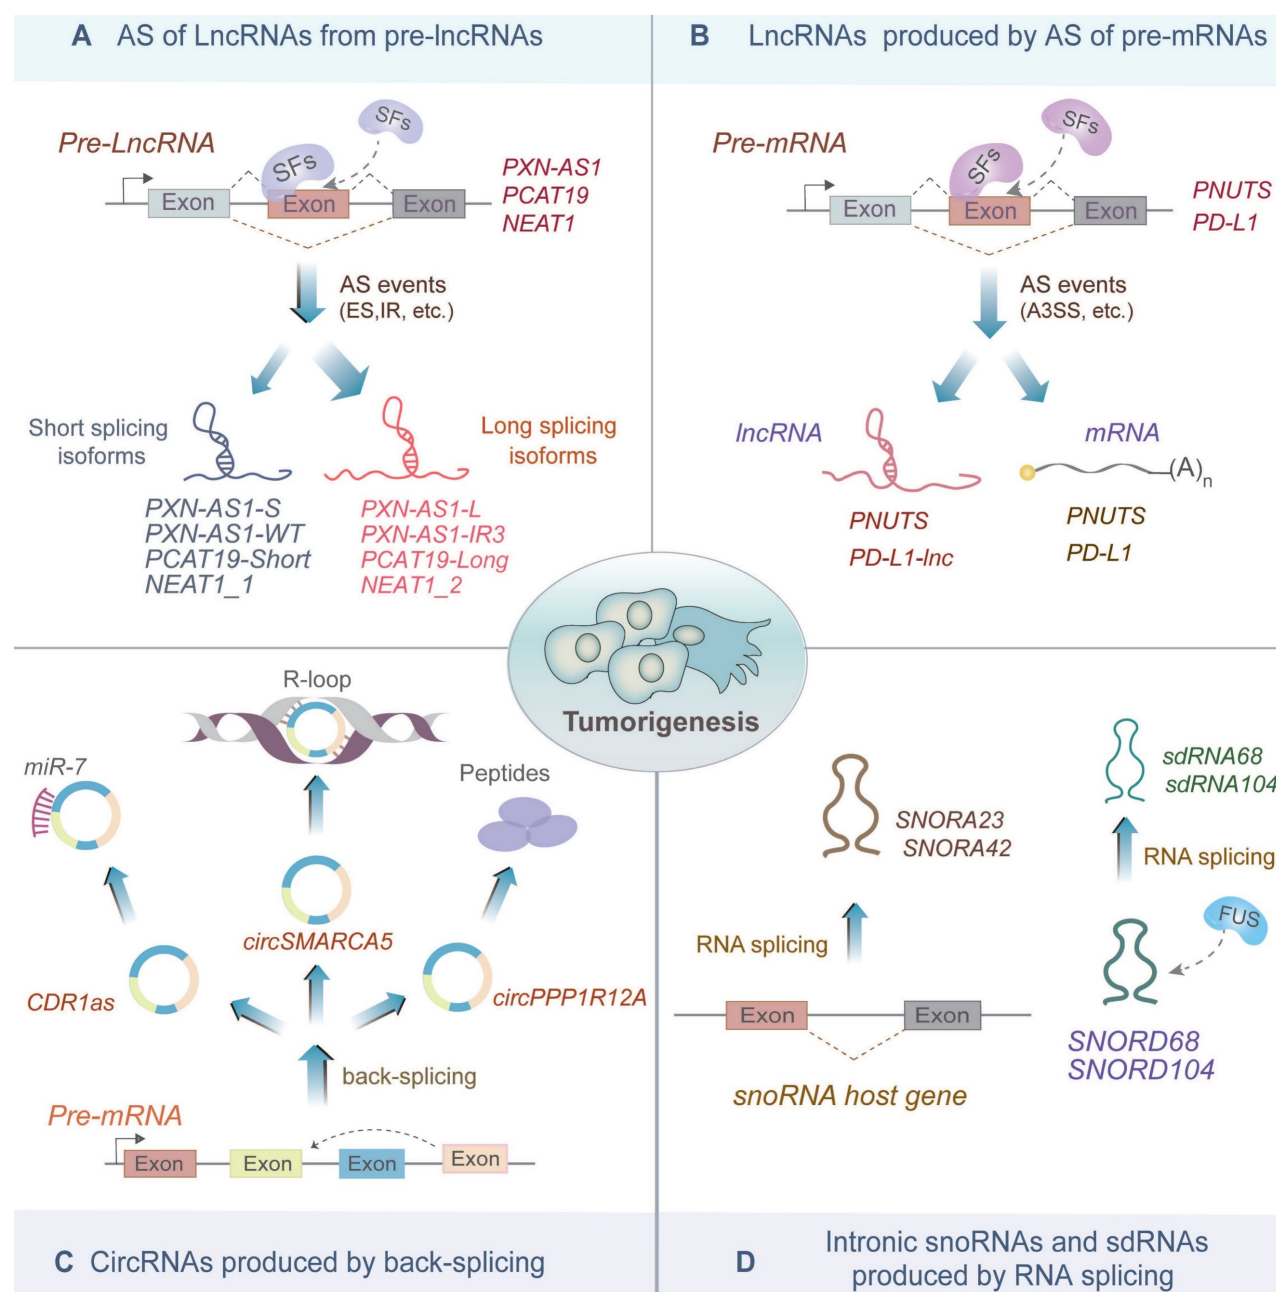 A AS of LncRNAs from pre-lncRNAs
Pre-LncRNA
SFs
SFs
Exon
Exon
Exon
PXN-AS1
PCAT19
NEAT1
AS events
(ES,IR, etc.)
Short splicing
isoforms
Long splicing
isoforms
PXN-AS1-S
PXN-AS1-WT
PCAT19-Short
NEAT1_1
PXN-AS1-L
PXN-AS1-IR3
PCAT19-Long
NEAT1_2
B LncRNAs produced by AS of pre-mRNAs
Pre-mRNA
SFs
SFs
Exon
Exon
Exon
PNUTS
PD-L1
AS events
(A3SS, etc.)
lncRNA
mRNA
(A)n
PNUTS
PD-L1-lnc
PNUTS
PD-L1
Tumorigenesis
R-loop
miR-7
Peptides
circSMARCA5
CDR1as
circPPP1R12A
back-splicing
Pre-mRNA
Exon
Exon
Exon
Exon
C CircRNAs produced by back-splicing
SNORA23
SNORA42
RNA splicing
Exon
Exon
snoRNA host gene
sdRNA68
sdRNA104
RNA splicing
FUS
SNORD68
SNORD104
D Intronic snoRNAs and sdRNAs
produced by RNA splicing